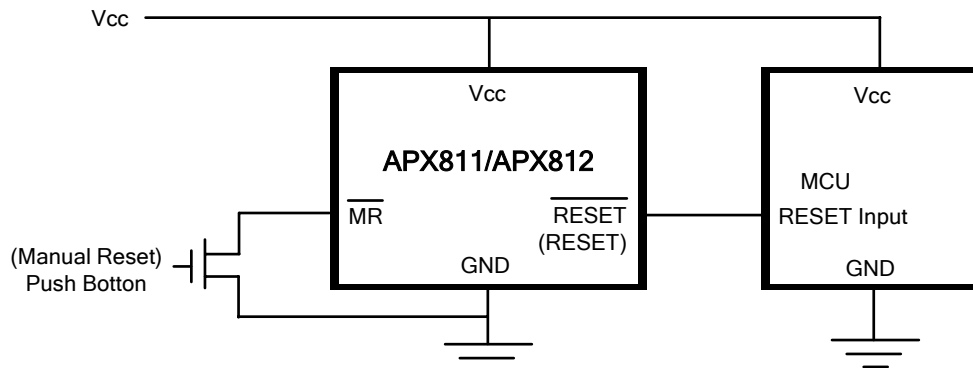 Vcc
Vcc
APX811/APX812
MR
RESET
(RESET)
GND
(Manual Reset)
Push Botton
Vcc
MCU
RESET Input
GND